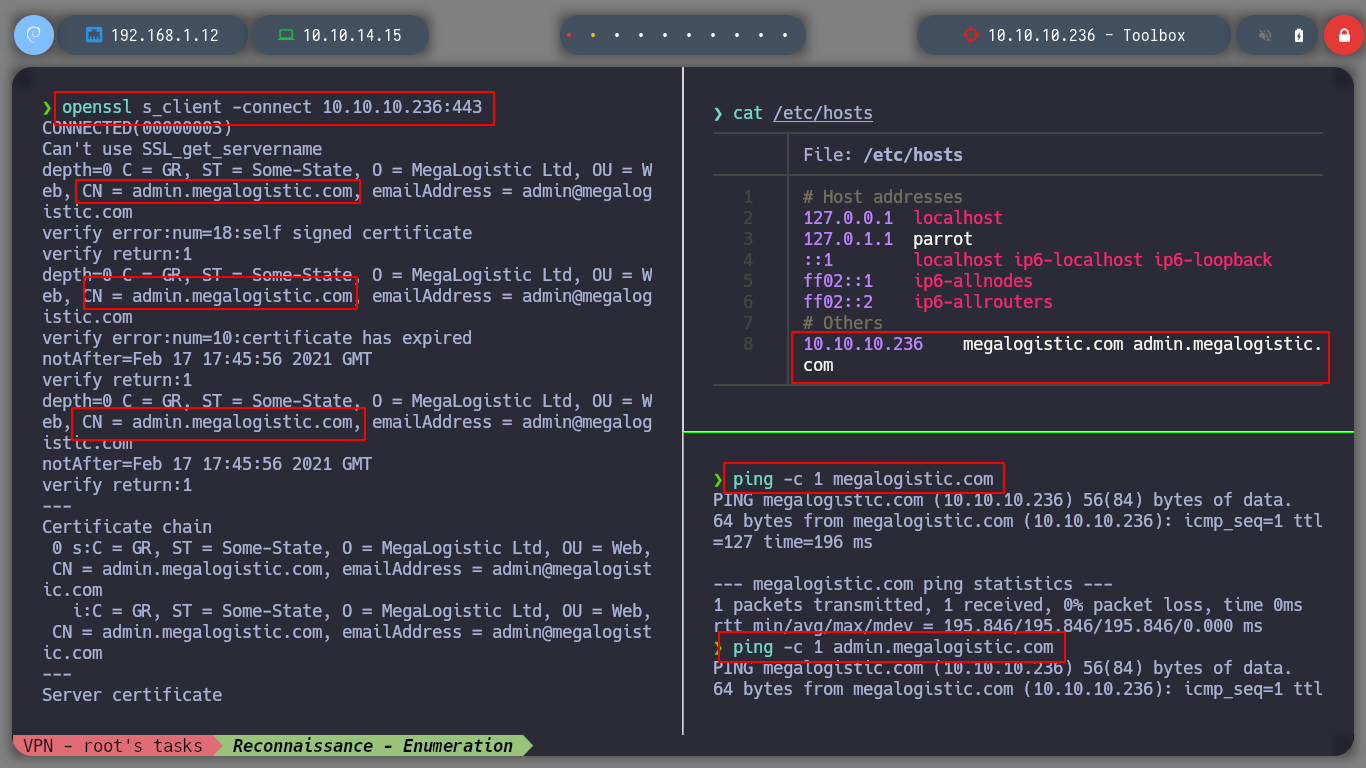 192.168.1.12
10.10.14.15
10.10.10.236 - Toolbox
❯ openssl s_client -connect 10.10.10.236:443
CONNECTED(00000003)
Can't use SSL_get_servername
depth=0 C = GR, ST = Some-State, O = MegaLogistic Ltd, OU = W
eb, CN = admin.megalogistic.com, emailAddress = admin@megalog
istic.com
verify error:num=18:self signed certificate
verify return:1
depth=0 C = GR, ST = Some-State, O = MegaLogistic Ltd, OU = W
eb, CN = admin.megalogistic.com, emailAddress = admin@megalog
istic.com
verify error:num=10:certificate has expired
notAfter=Feb 17 17:45:56 2021 GMT
verify return:1
depth=0 C = GR, ST = Some-State, O = MegaLogistic Ltd, OU = W
eb, CN = admin.megalogistic.com, emailAddress = admin@megalog
istic.com
notAfter=Feb 17 17:45:56 2021 GMT
verify return:1
---
Certificate chain
 0 s:C = GR, ST = Some-State, O = MegaLogistic Ltd, OU = Web,
 CN = admin.megalogistic.com, emailAddress = admin@megalogist
ic.com
   i:C = GR, ST = Some-State, O = MegaLogistic Ltd, OU = Web,
 CN = admin.megalogistic.com, emailAddress = admin@megalogist
ic.com
---
Server certificate
❯ cat /etc/hosts
File: /etc/hosts
1 # Host addresses
2 127.0.0.1  localhost
3 127.0.1.1  parrot
4 ::1        localhost ip6-localhost ip6-loopback
5 ff02::1    ip6-allnodes
6 ff02::2    ip6-allrouters
7 # Others
8 10.10.10.236    megalogistic.com admin.megalogistic.
com
❯ ping -c 1 megalogistic.com
PING megalogistic.com (10.10.10.236) 56(84) bytes of data.
64 bytes from megalogistic.com (10.10.10.236): icmp_seq=1 ttl
=127 time=196 ms
--- megalogistic.com ping statistics ---
1 packets transmitted, 1 received, 0% packet loss, time 0ms
rtt min/avg/max/mdev = 195.846/195.846/195.846/0.000 ms
❯ ping -c 1 admin.megalogistic.com
PING megalogistic.com (10.10.10.236) 56(84) bytes of data.
64 bytes from megalogistic.com (10.10.10.236): icmp_seq=1 ttl
VPN - root's tasks
Reconnaissance - Enumeration